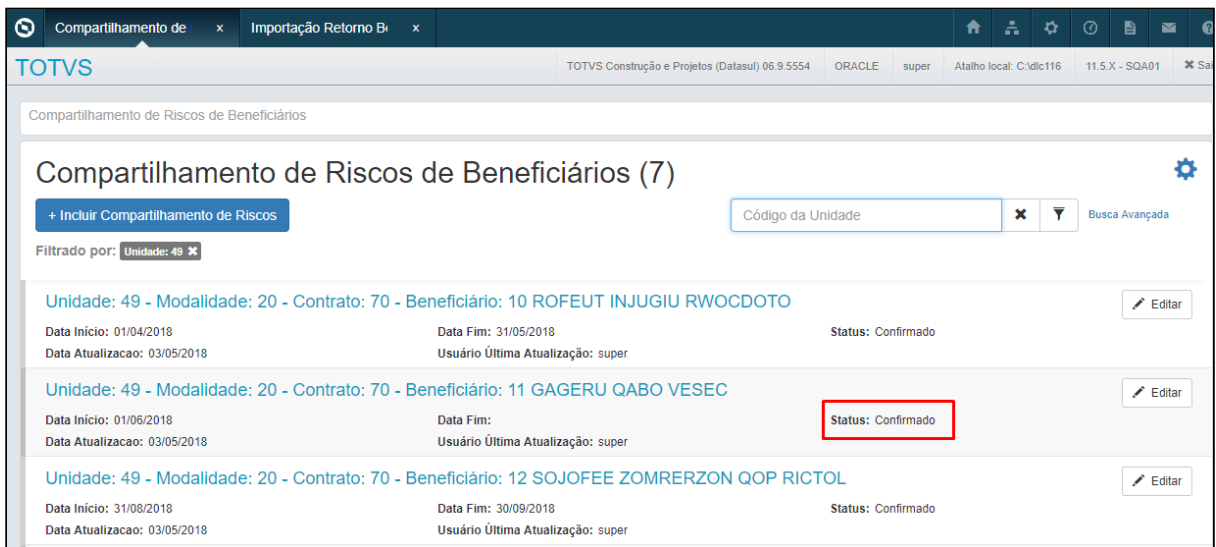 Compartilhamento de x Importação Retorno Be x
TOTVS TOTVS Construção e Projetos (Datasul) 06.9.5554 ORACLE super Atalho local: C:\dlc116 11.5.X - SQA01 Sai
Compartilhamento de Riscos de Beneficiários
Compartilhamento de Riscos de Beneficiários (7)
+ Incluir Compartilhamento de Riscos Código da Unidade Busca Avançada
Filtrado por: Unidade: 49
Unidade: 49 - Modalidade: 20 - Contrato: 70 - Beneficiário: 10 ROFEUT INJUGIU RWOCDOTO Editar
Data Início: 01/04/2018 Data Fim: 31/05/2018 Status: Confirmado
Data Atualizacao: 03/05/2018 Usuário Última Atualização: super
Unidade: 49 - Modalidade: 20 - Contrato: 70 - Beneficiário: 11 GAGERU QABO VESEC Editar
Data Início: 01/06/2018 Data Fim: Status: Confirmado
Data Atualizacao: 03/05/2018 Usuário Última Atualização: super
Unidade: 49 - Modalidade: 20 - Contrato: 70 - Beneficiário: 12 SOJOFEE ZOMRERZON QOP RICTOL Editar
Data Início: 31/08/2018 Data Fim: 30/09/2018 Status: Confirmado
Data Atualizacao: 03/05/2018 Usuário Última Atualização: super